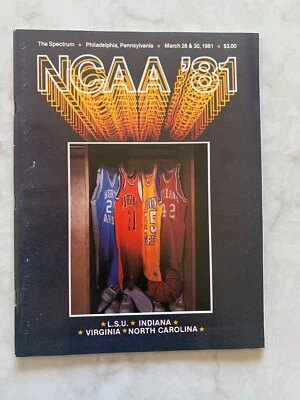 The Spectrum ★ Philadelphia, Pennsylvania ★ March 28 & 30, 1981 ★ $3.00
NCAA '81
★ L.S.U. ★ INDIANA ★
★ VIRGINIA ★ NORTH CAROLINA ★